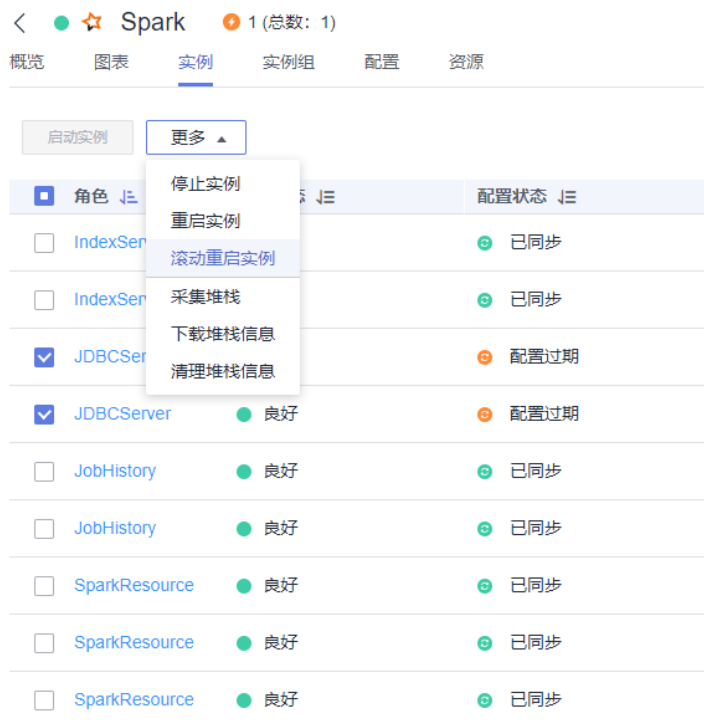 Spark 1 (总数：1)
概览 图表 实例 实例组 配置 资源
启动实例 更多
停止实例
角色 配置状态
重启实例
IndexSer 已同步
滚动重启实例
采集堆栈
IndexSer 已同步
下载堆栈信息
JDBCSer 配置过期
清理堆栈信息
JDBCServer 良好 配置过期
JobHistory 良好 已同步
JobHistory 良好 已同步
SparkResource 良好 已同步
SparkResource 良好 已同步
SparkResource 良好 已同步